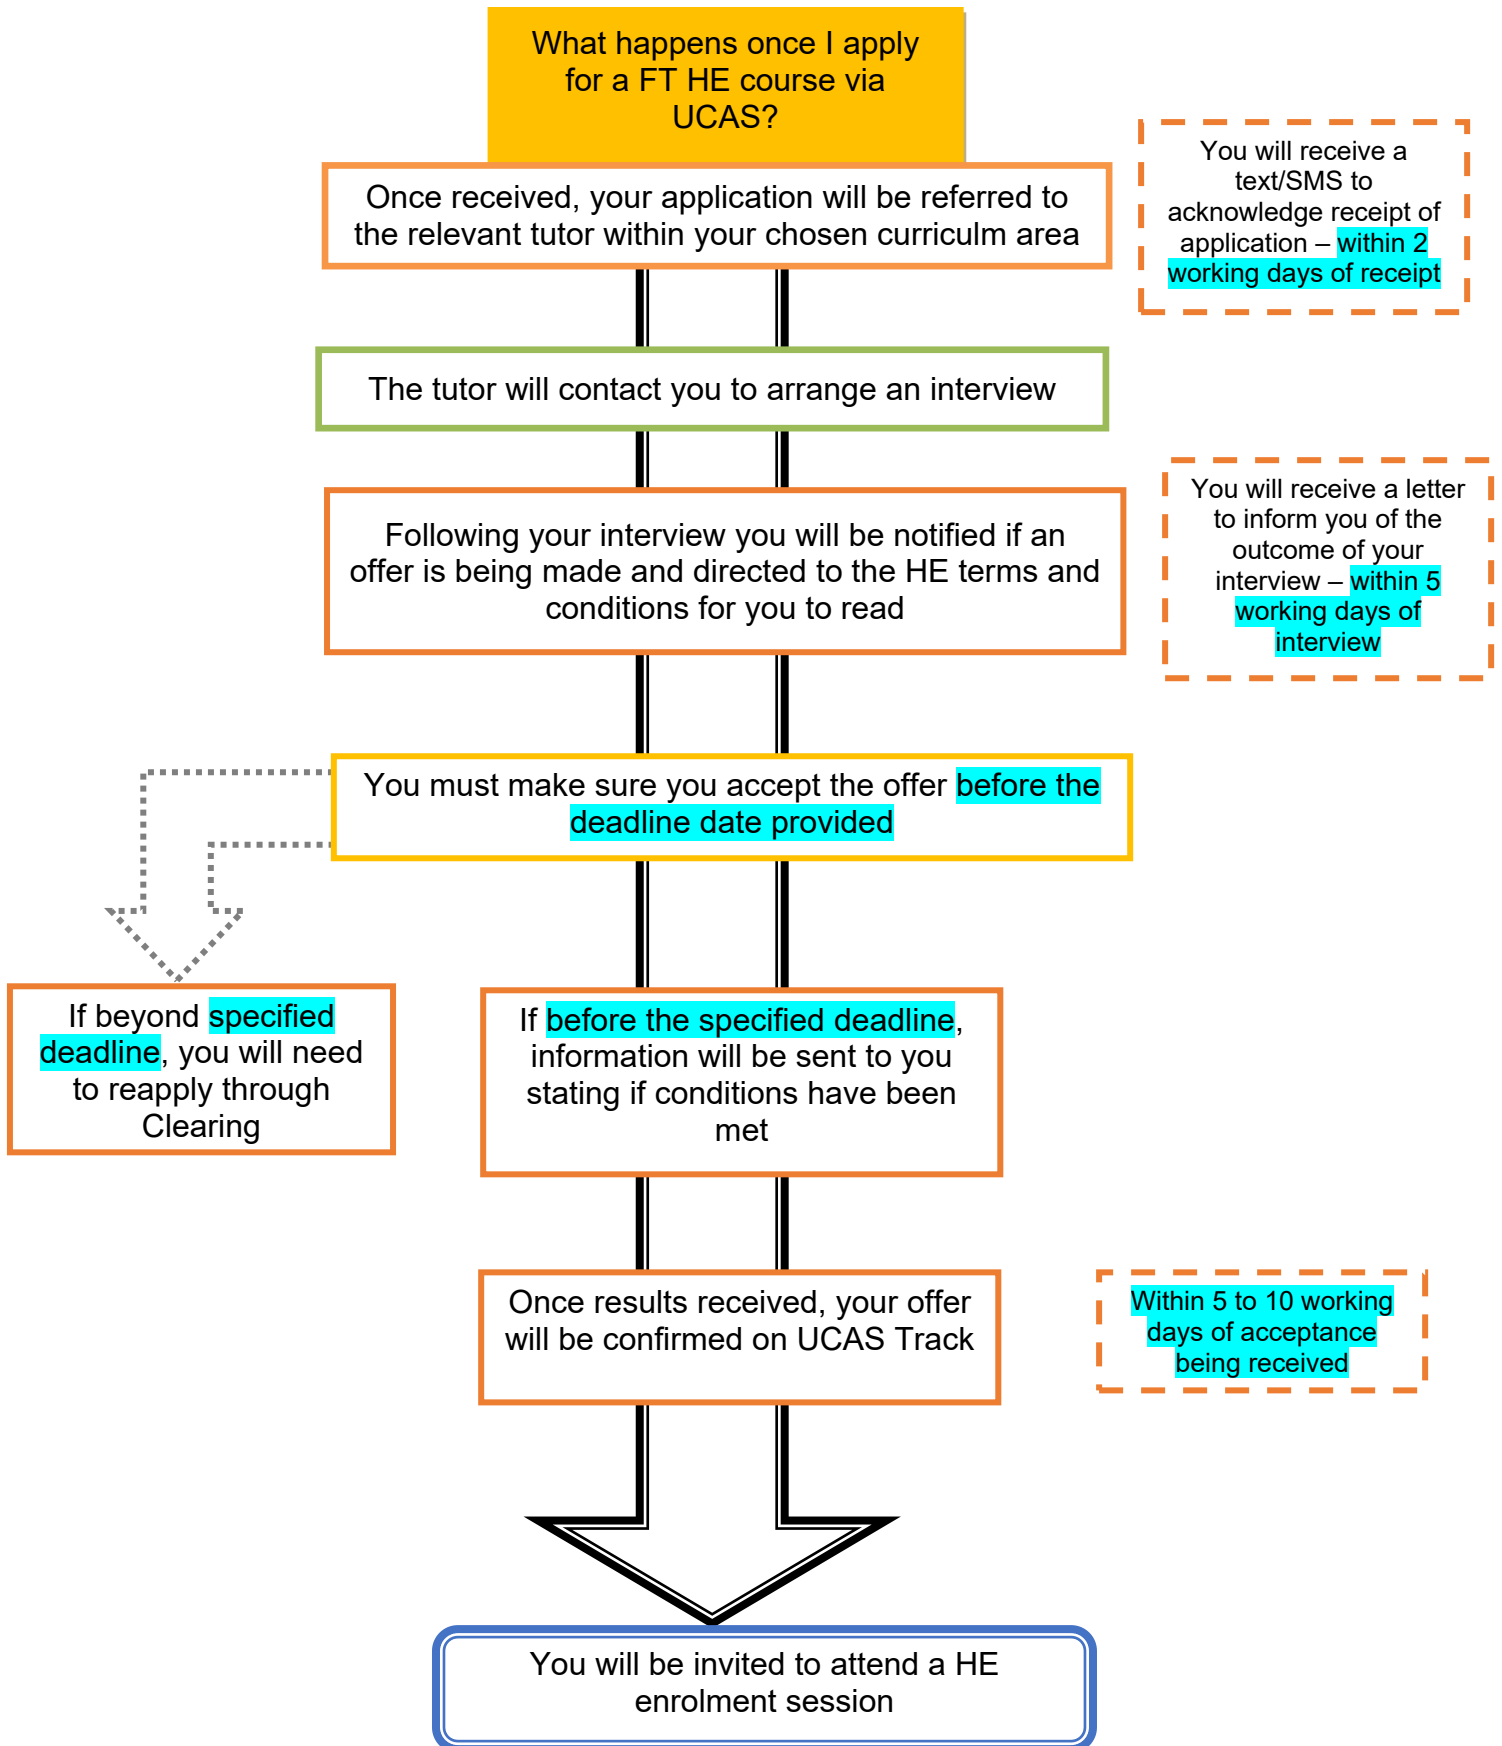 What happens once I apply
for a FT HE course via
UCAS?
Once received, your application will be referred to
the relevant tutor within your chosen curriculm area
You will receive a
text/SMS to
acknowledge receipt of
application – within 2
working days of receipt
The tutor will contact you to arrange an interview
Following your interview you will be notified if an
offer is being made and directed to the HE terms and
conditions for you to read
You will receive a letter
to inform you of the
outcome of your
interview – within 5
working days of
interview
You must make sure you accept the offer before the
deadline date provided
If beyond specified
deadline, you will need
to reapply through
Clearing
If before the specified deadline,
information will be sent to you
stating if conditions have been
met
Once results received, your offer
will be confirmed on UCAS Track
Within 5 to 10 working
days of acceptance
being received
You will be invited to attend a HE
enrolment session